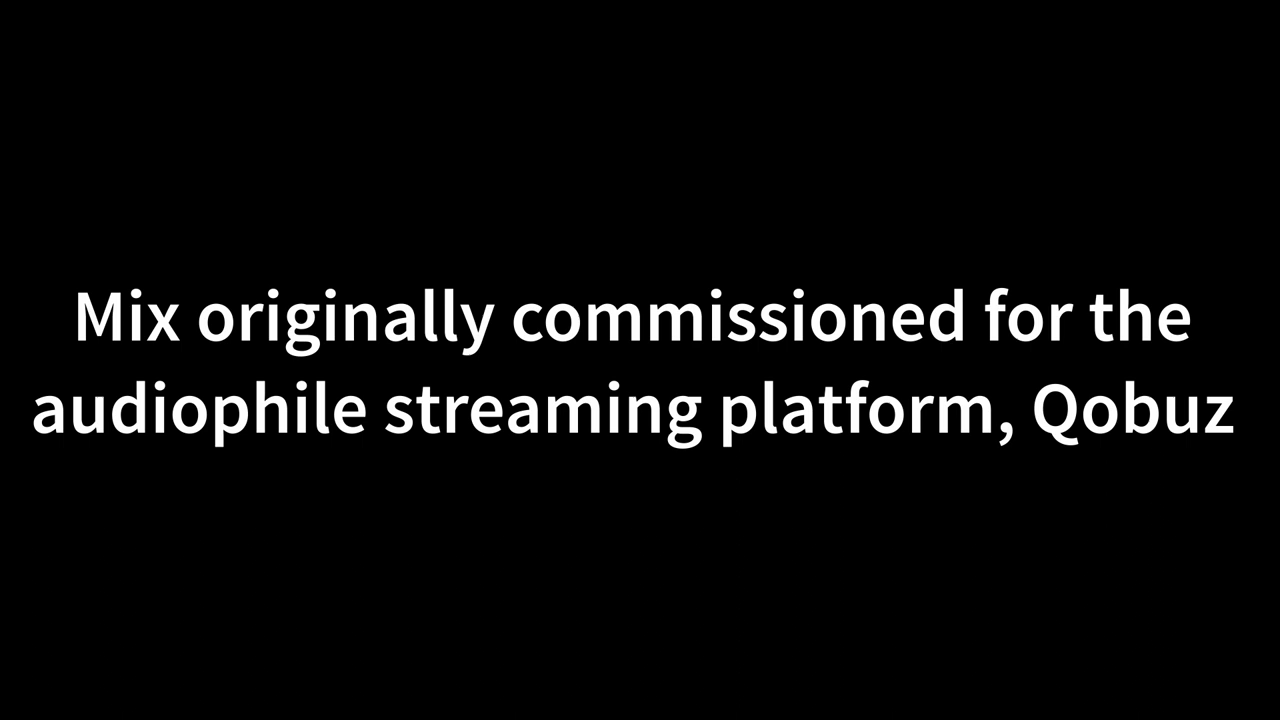 Mix originally commissioned for the
audiophile streaming platform, Qobuz